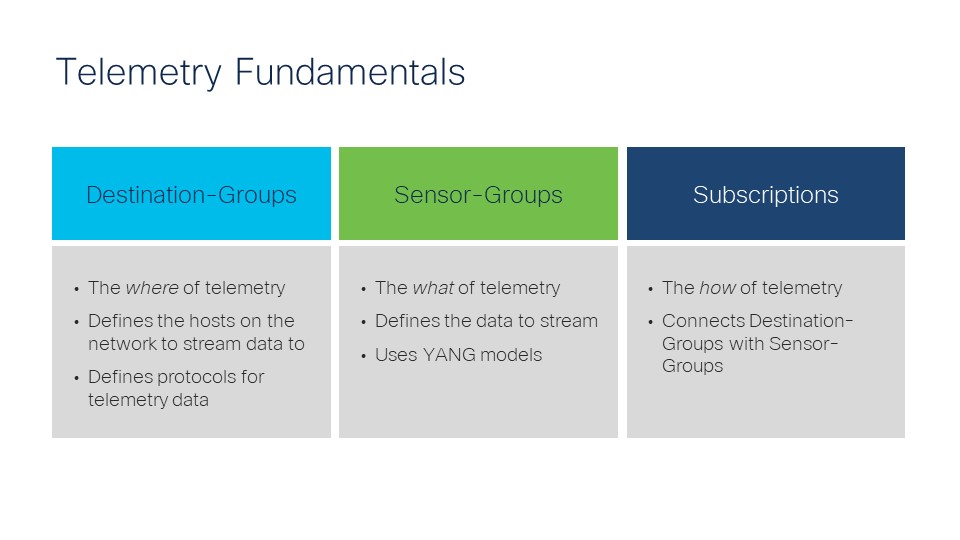 Telemetry Fundamentals
Destination-Groups
• The where of telemetry
• Defines the hosts on the
network to stream data to
• Defines protocols for
telemetry data
Sensor-Groups
• The what of telemetry
• Defines the data to stream
• Uses YANG models
Subscriptions
• The how of telemetry
• Connects Destination-
Groups with Sensor-
Groups